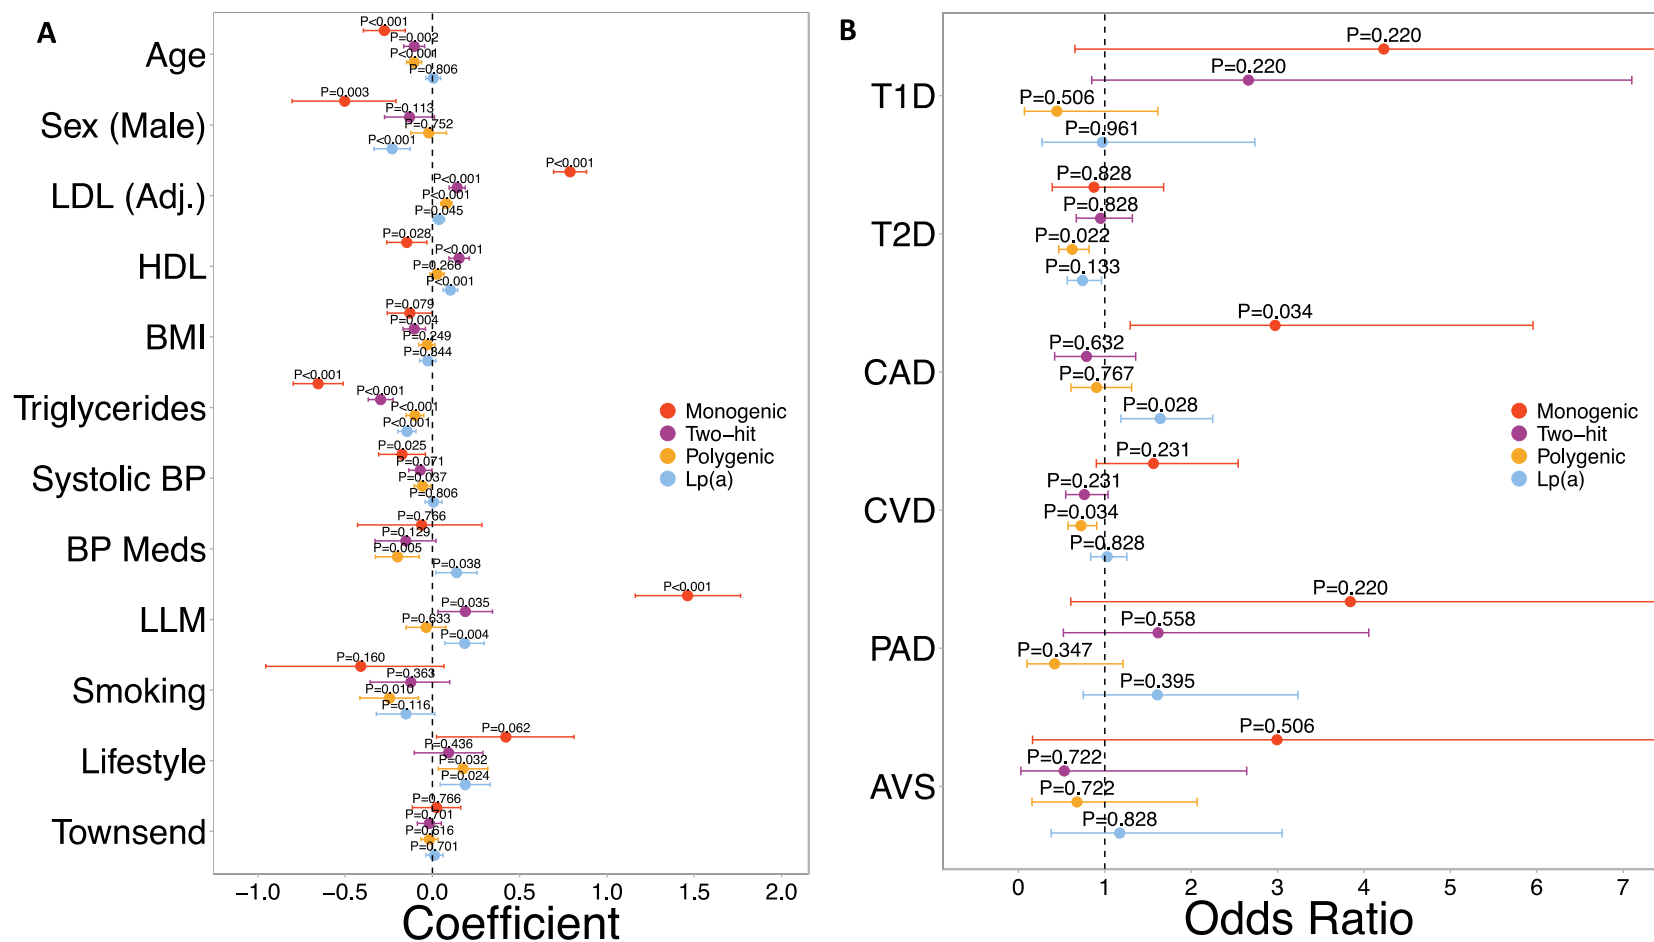 A
Age
P<0.001
P=0.002
P<0.001
P=0.806
Sex (Male)
P=0.003
P=0.113
P=0.752
P<0.001
LDL (Adj.)
P<0.001
P<0.001
P<0.001
P=0.045
HDL
P=0.028
P<0.001
P=0.266
P<0.001
BMI
P=0.079
P=0.004
P=0.249
P=0.844
Triglycerides
P<0.001
P<0.001
P<0.001
P<0.001
Systolic BP
P=0.025
P=0.071
P=0.037
P=0.806
BP Meds
P=0.766
P=0.129
P=0.005
P=0.038
LLM
P<0.001
P=0.035
P=0.633
P=0.004
Smoking
P=0.160
P=0.363
P=0.010
P=0.116
Lifestyle
P=0.062
P=0.436
P=0.032
P=0.024
Townsend
P=0.766
P=0.701
P=0.616
P=0.701
Monogenic
Two-hit
Polygenic
Lp(a)
−1.0 −0.5 0.0 0.5 1.0 1.5 2.0
Coefficient
B
T1D
P=0.220
P=0.220
P=0.506
P=0.961
T2D
P=0.828
P=0.828
P=0.022
P=0.133
CAD
P=0.034
P=0.632
P=0.767
P=0.028
CVD
P=0.231
P=0.231
P=0.034
P=0.828
PAD
P=0.220
P=0.558
P=0.347
P=0.395
AVS
P=0.506
P=0.722
P=0.722
P=0.828
Monogenic
Two-hit
Polygenic
Lp(a)
0 1 2 3 4 5 6 7
Odds Ratio